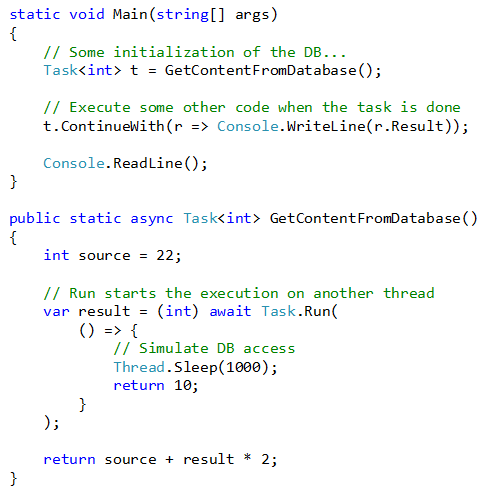 static void Main(string[] args)
{
    // Some initialization of the DB...
    Task<int> t = GetContentFromDatabase();

    // Execute some other code when the task is done
    t.ContinueWith(r => Console.WriteLine(r.Result));

    Console.ReadLine();
}

public static async Task<int> GetContentFromDatabase()
{
    int source = 22;

    // Run starts the execution on another thread
    var result = (int) await Task.Run(
        () => {
            // Simulate DB access
            Thread.Sleep(1000);
            return 10;
        }
    );

    return source + result * 2;
}